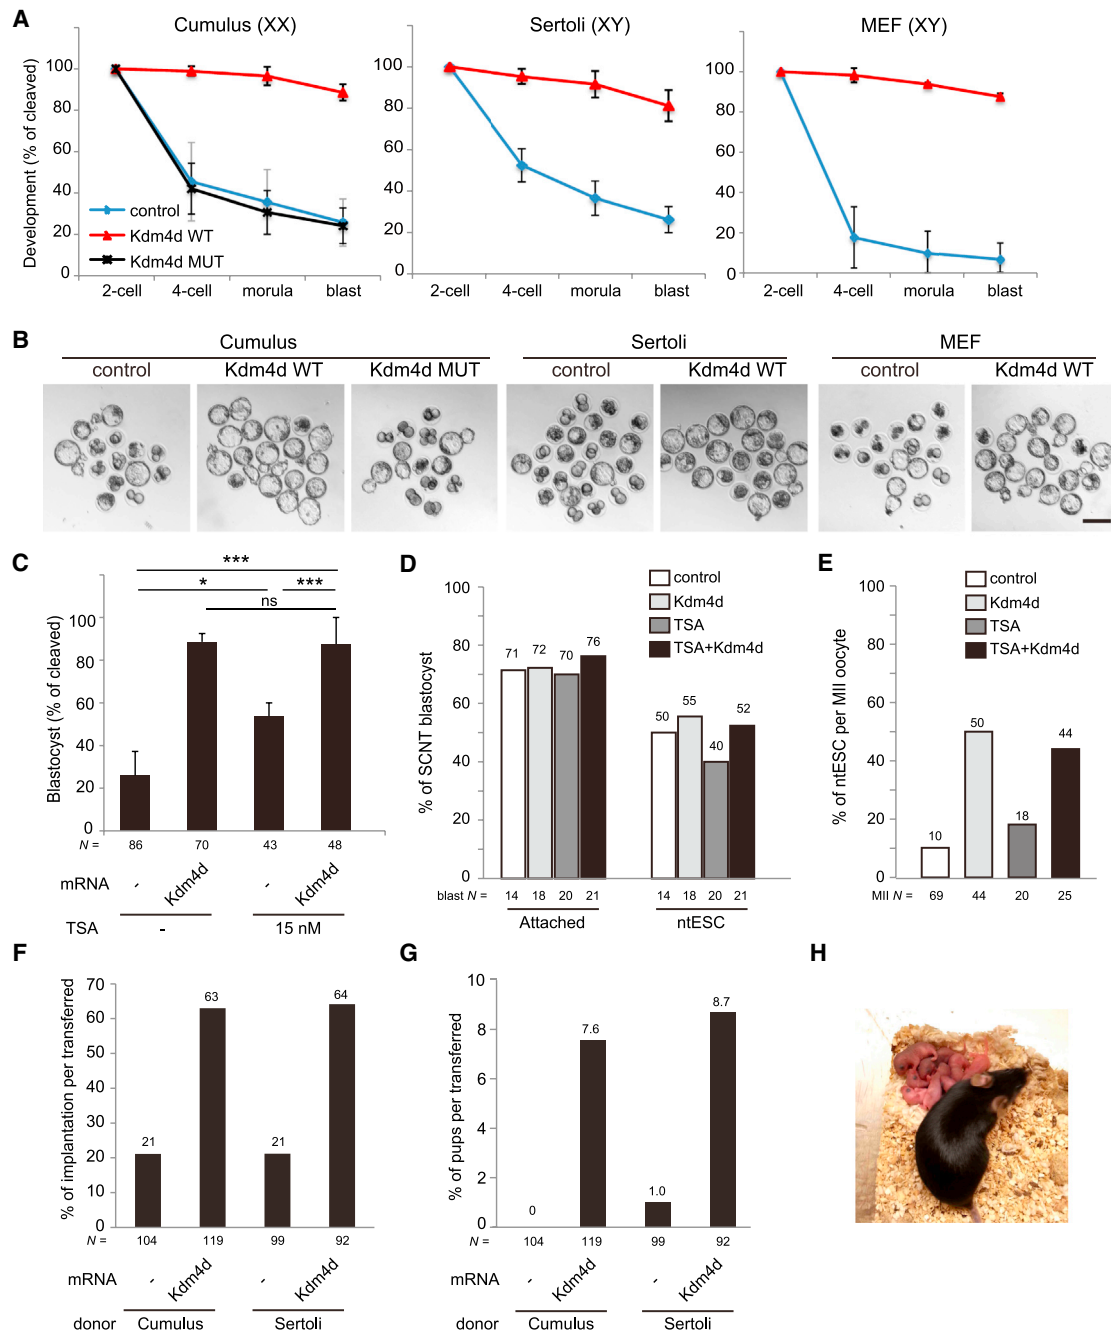 A
Cumulus (XX)
Sertoli (XY)
MEF (XY)
Development (% of cleaved)
100
80
60
40
20
0
control
Kdm4d WT
Kdm4d MUT
2-cell 4-cell morula blast
100
80
60
40
20
0
2-cell 4-cell morula blast
100
80
60
40
20
0
2-cell 4-cell morula blast
B
Cumulus
Sertoli
MEF
control Kdm4d WT Kdm4d MUT control Kdm4d WT control Kdm4d WT
C
Blastocyst (% of cleaved)
100
80
60
40
20
0
***
* ***
ns
N = 86 70 43 48
mRNA - Kdm4d - Kdm4d
TSA - 15 nM
D
% of SCNT blastocyst
80
60
40
20
0
control
Kdm4d
TSA
TSA+Kdm4d
71 72 70 76
50 55 40 52
blast N = 14 18 20 21 14 18 20 21
Attached ntESC
E
% of ntESC per MII oocyte
80
60
40
20
0
control
Kdm4d
TSA
TSA+Kdm4d
10 50 18 44
MII N = 69 44 20 25
F
% of implantation per transferred
70
60
50
40
30
20
10
0
21 63 21 64
N = 104 119 99 92
mRNA - Kdm4d - Kdm4d
donor Cumulus Sertoli
G
% of pups per transferred
10
8
6
4
2
0
0 7.6 1.0 8.7
N = 104 119 99 92
mRNA - Kdm4d - Kdm4d
donor Cumulus Sertoli
H